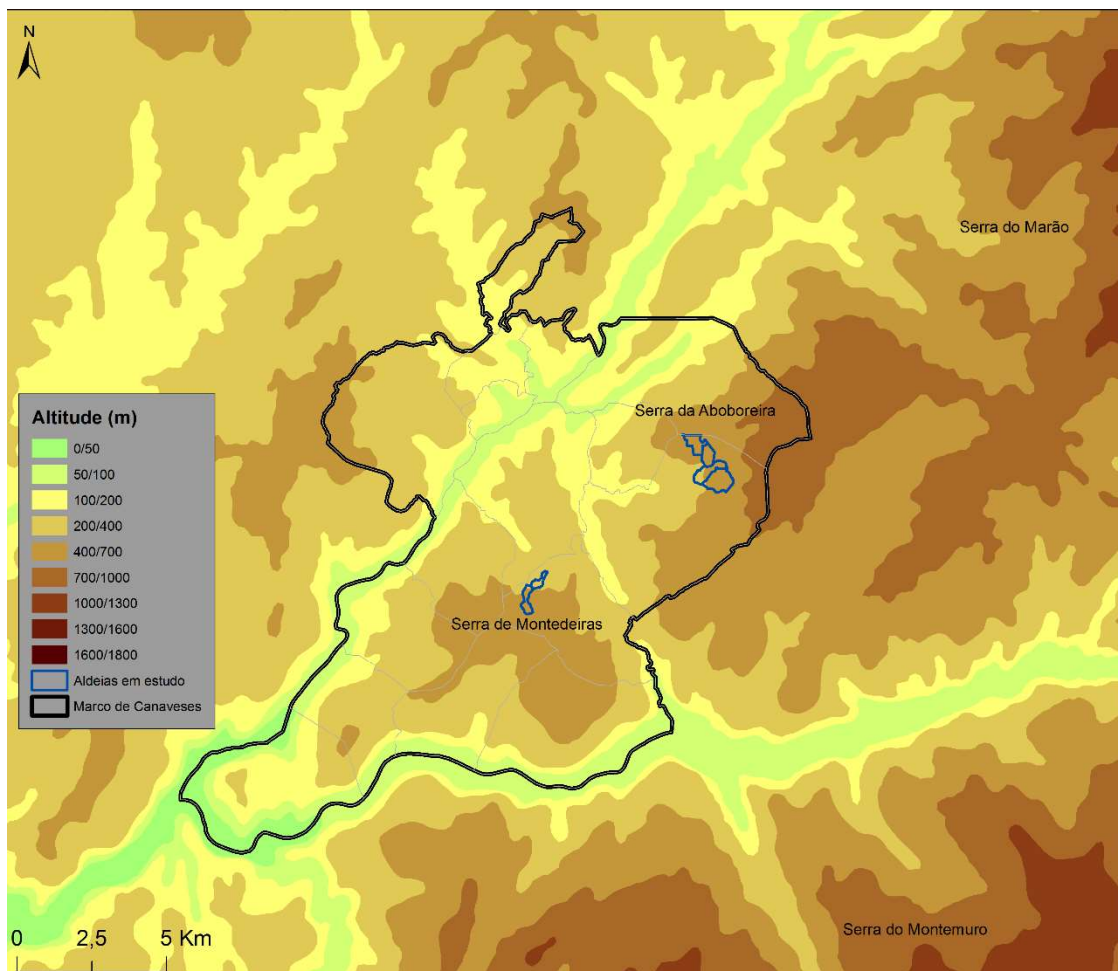 N
Serra do Marão
Altitude (m)
0/50
50/100
100/200
200/400
400/700
700/1000
1000/1300
1300/1600
1600/1800
Aldeias em estudo
Marco de Canaveses
Serra da Aboboreira
Serra de Montedeiras
Serra do Montemuro
0 2,5 5 Km